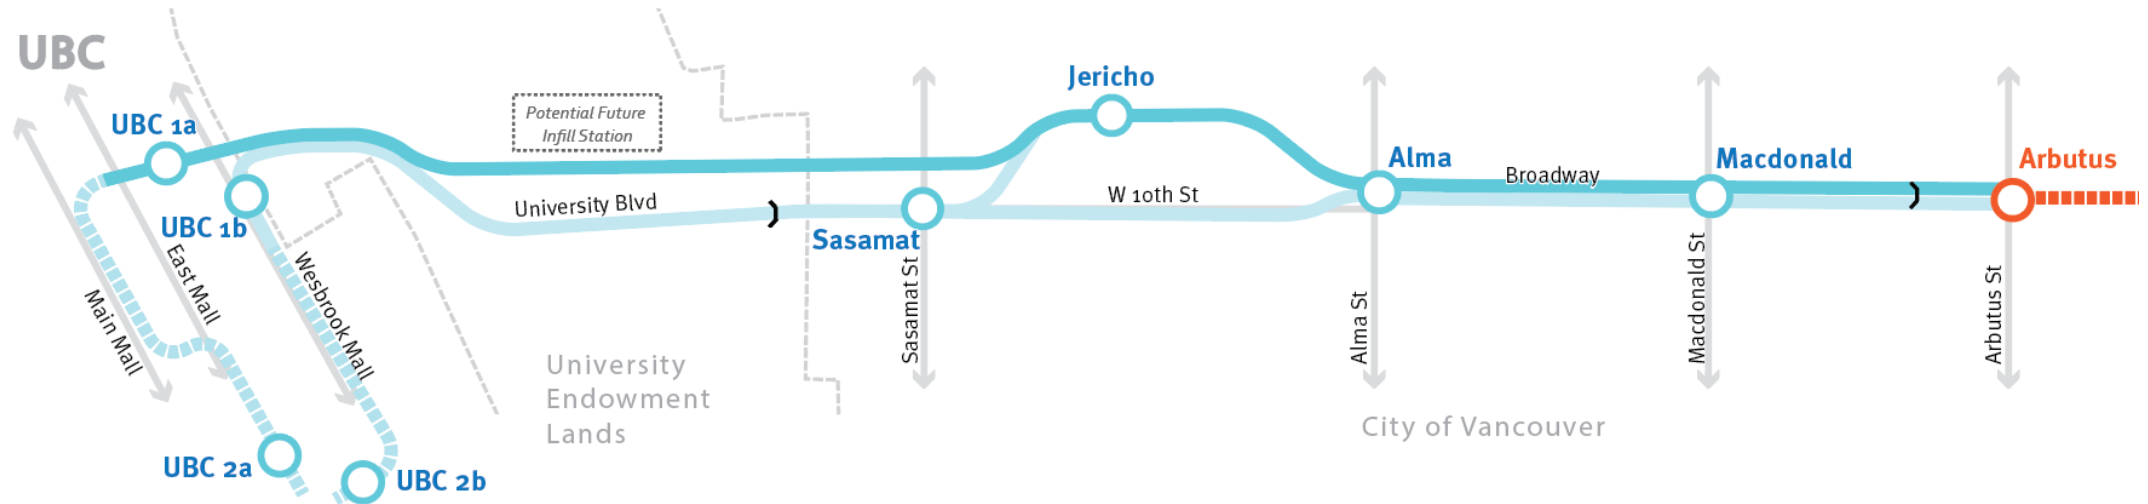 UBC
UBC 1a
UBC 1b
East Mall
Main Mall
Wesbrook Mall
UBC 2a
UBC 2b
Potential Future
Infill Station
University Blvd
University
Endowment
Lands
Sasamat
Sasamat St
Jericho
W 10th St
Alma
Alma St
Broadway
Macdonald
Macdonald St
Arbutus
Arbutus St
City of Vancouver